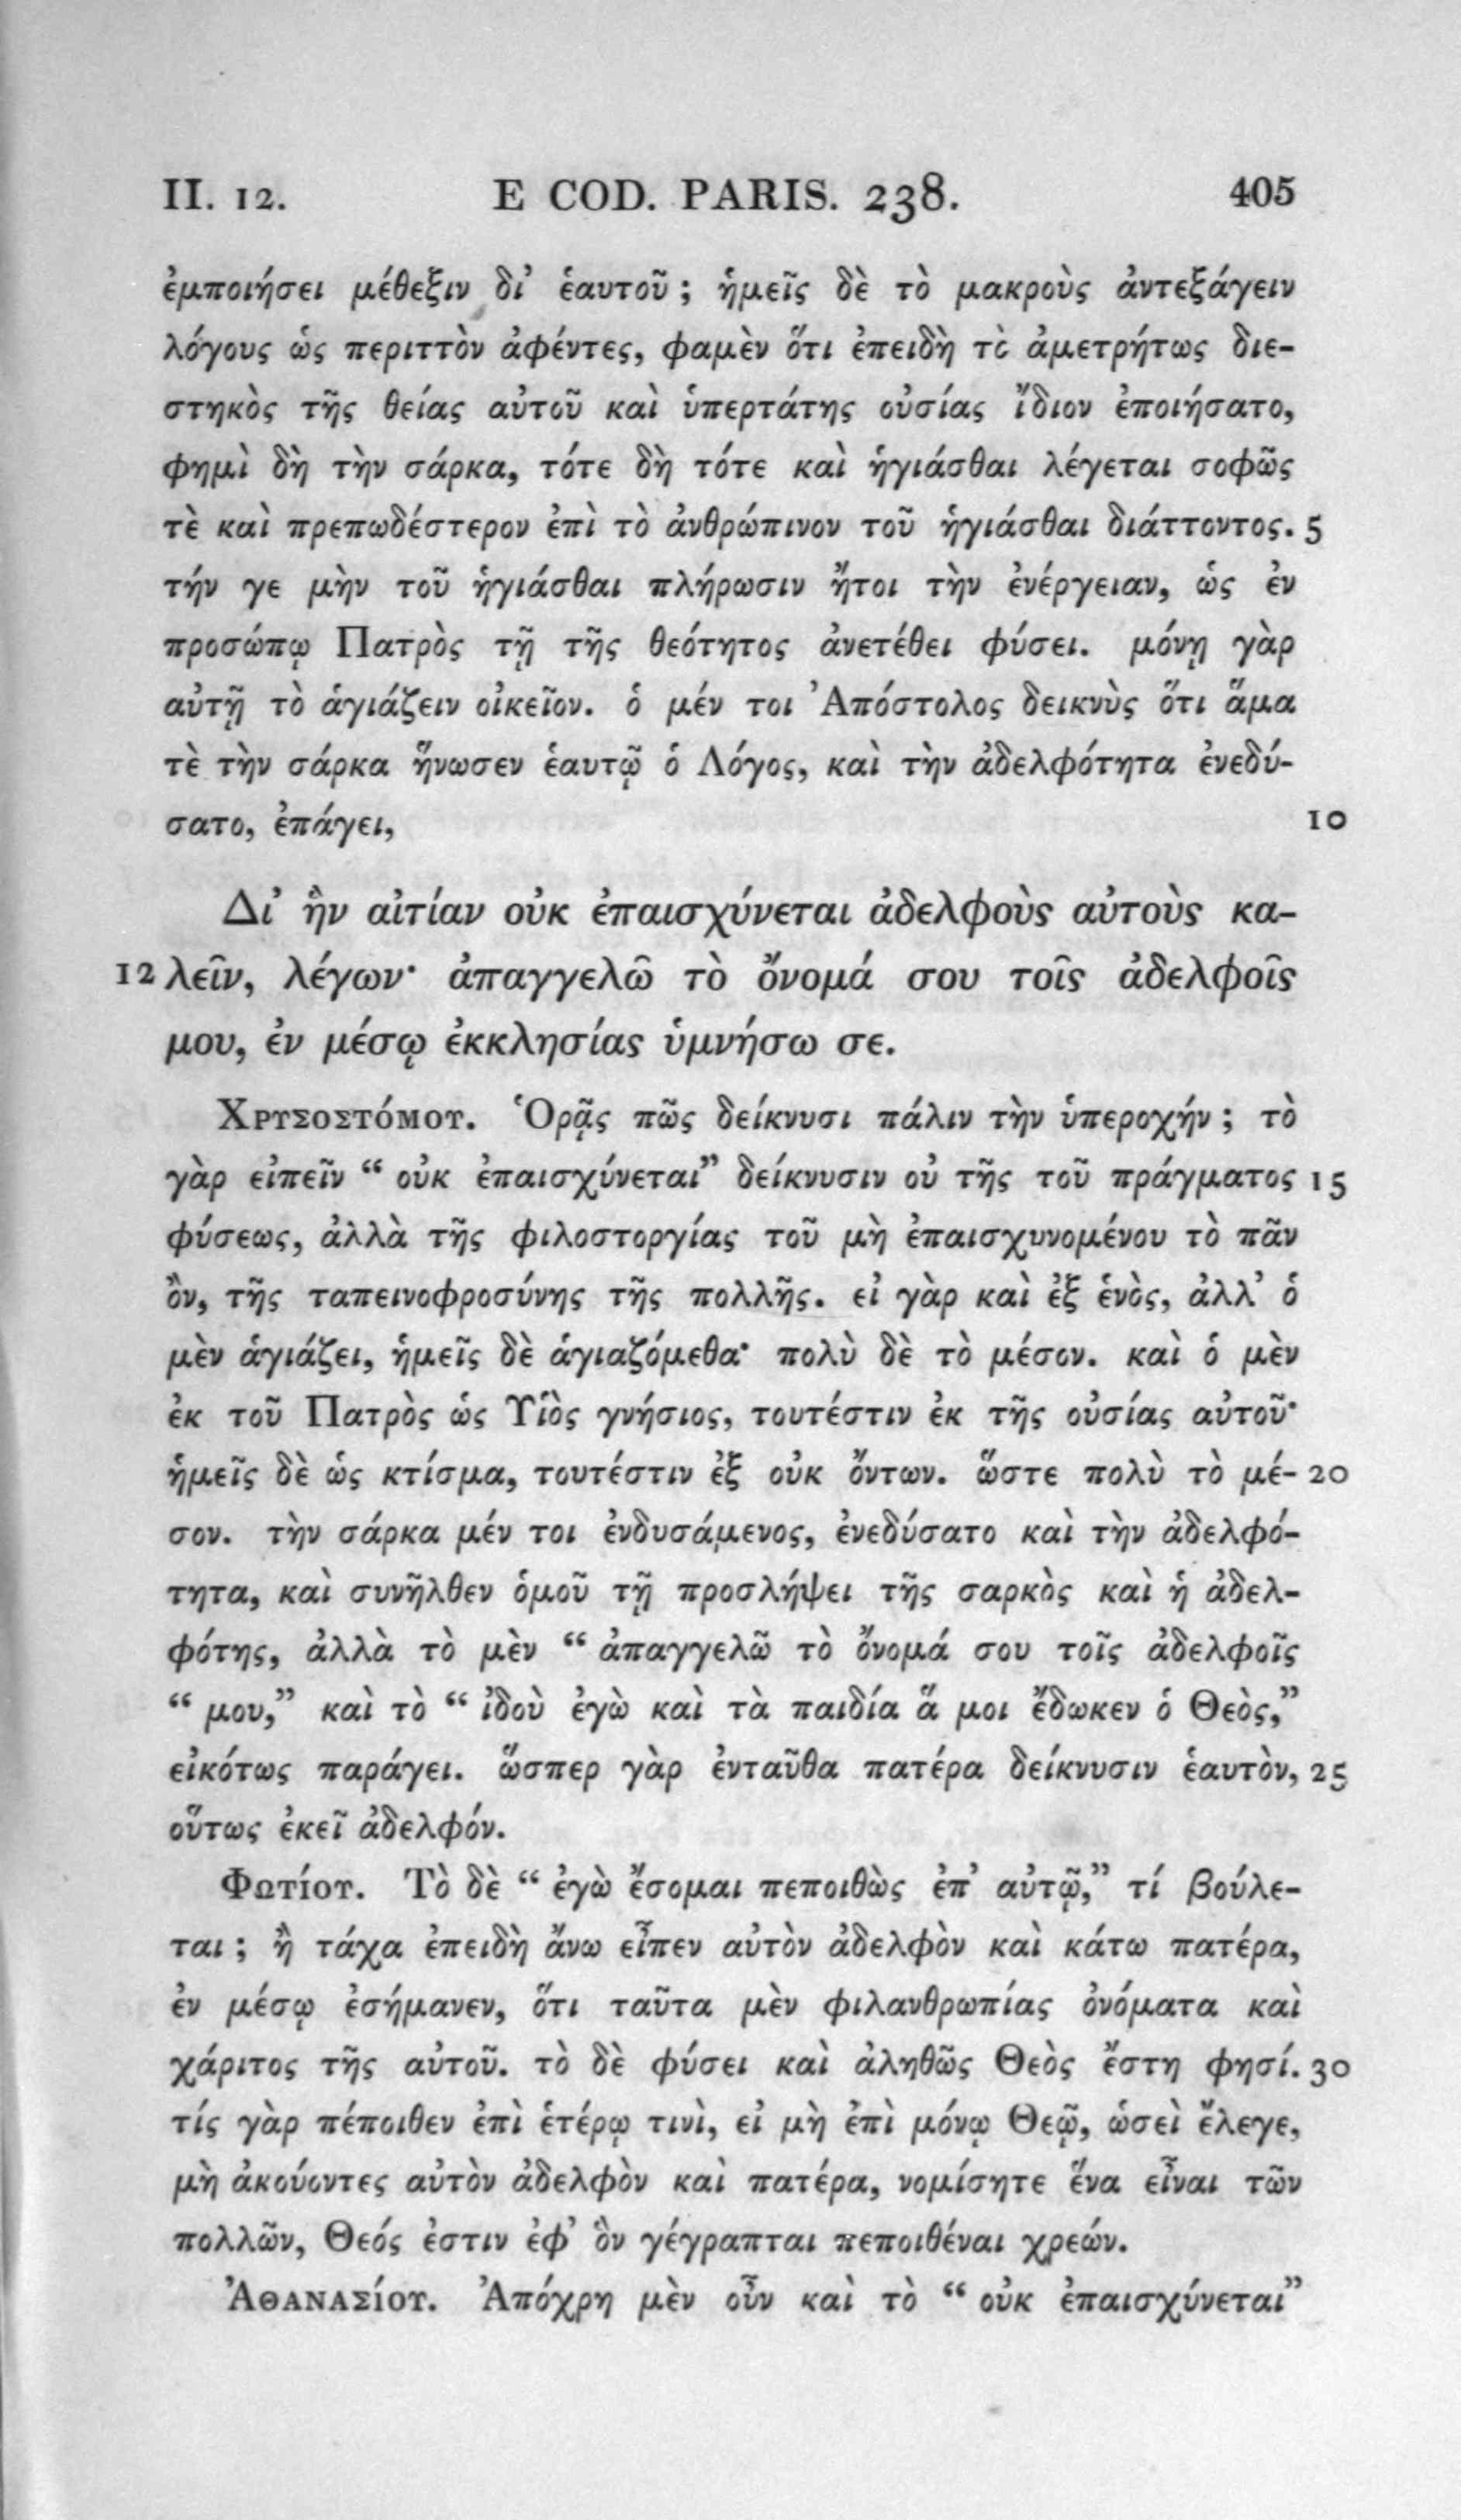 II. 12. E COD. PARIS. 238. 405
ἐμποιήσει μέθεξιν δι᾽ ἑαυτοῦ ; ἡμεῖς δὲ τὸ μακροὺς ἀντεξάγειν
λόγους ὡς περιττὸν ἀφέντες, φαμὲν ὅτι ἐπειδὴ τὸ ἀμετρήτως διε-
στηκὸς τῆς θείας αὐτοῦ καὶ ὑπερτάτης οὐσίας ἴδιον ἐποιήσατο,
φημὶ δὴ τὴν σάρκα, τότε δὴ τότε καὶ ἡγιάσθαι λέγεται σοφῶς
τὲ καὶ πρεπωδέστερον ἐπὶ τὸ ἀνθρώπινον τοῦ ἡγιάσθαι διάττοντος. 5
τήν γε μὴν τοῦ ἡγιάσθαι πλήρωσιν ἤτοι τὴν ἐνέργειαν, ὡς ἐν
προσώπῳ Πατρὸς τῇ τῆς θεότητος ἀνετέθει φύσει. μόνῃ γὰρ
αὐτῇ τὸ ἁγιάζειν οἰκεῖον. ὁ μέν τοι Ἀπόστολος δεικνὺς ὅτι ἅμα
τὲ τὴν σάρκα ἥνωσεν ἑαυτῷ ὁ Λόγος, καὶ τὴν ἀδελφότητα ἐνεδύ-
σατο, ἐπάγει, 10
Δι᾽ ἣν αἰτίαν οὐκ ἐπαισχύνεται ἀδελφοὺς αὐτοὺς κα-
12 λεῖν, λέγων· ἀπαγγελῶ τὸ ὄνομά σου τοῖς ἀδελφοῖς
μου, ἐν μέσῳ ἐκκλησίας ὑμνήσω σε.
Χρυσοστόμου. Ὁρᾷς πῶς δείκνυσι πάλιν τὴν ὑπεροχήν ; τὸ
γὰρ εἰπεῖν “ οὐκ ἐπαισχύνεται” δείκνυσιν οὐ τῆς τοῦ πράγματος 15
φύσεως, ἀλλὰ τῆς φιλοστοργίας τοῦ μὴ ἐπαισχυνομένου τὸ πᾶν
ὂν, τῆς ταπεινοφροσύνης τῆς πολλῆς. εἰ γὰρ καὶ ἐξ ἑνὸς, ἀλλ᾽ ὁ
μὲν ἁγιάζει, ἡμεῖς δὲ ἁγιαζόμεθα· πολὺ δὲ τὸ μέσον. καὶ ὁ μὲν
ἐκ τοῦ Πατρὸς ὡς Υἱὸς γνήσιος, τουτέστιν ἐκ τῆς οὐσίας αὐτοῦ·
ἡμεῖς δὲ ὡς κτίσμα, τουτέστιν ἐξ οὐκ ὄντων. ὥστε πολὺ τὸ μέ- 20
σον. τὴν σάρκα μέν τοι ἐνδυσάμενος, ἐνεδύσατο καὶ τὴν ἀδελφό-
τητα, καὶ συνῆλθεν ὁμοῦ τῇ προσλήψει τῆς σαρκὸς καὶ ἡ ἀδελ-
φότης, ἀλλὰ τὸ μὲν “ ἀπαγγελῶ τὸ ὄνομά σου τοῖς ἀδελφοῖς
“ μου,” καὶ τὸ “ ἰδοὺ ἐγὼ καὶ τὰ παιδία ἅ μοι ἔδωκεν ὁ Θεὸς,”
εἰκότως παράγει. ὥσπερ γὰρ ἐνταῦθα πατέρα δείκνυσιν ἑαυτὸν, 25
οὕτως ἐκεῖ ἀδελφόν.
Φωτίου. Τὸ δὲ “ ἐγὼ ἔσομαι πεποιθὼς ἐπ᾽ αὐτῷ,” τί βούλε-
ται ; ἢ τάχα ἐπειδὴ ἄνω εἶπεν αὐτὸν ἀδελφὸν καὶ κάτω πατέρα,
ἐν μέσῳ ἐσήμανεν, ὅτι ταῦτα μὲν φιλανθρωπίας ὀνόματα καὶ
χάριτος τῆς αὐτοῦ. τὸ δὲ φύσει καὶ ἀληθῶς Θεὸς ἔστη φησί. 30
τίς γὰρ πέποιθεν ἐπὶ ἑτέρῳ τινὶ, εἰ μὴ ἐπὶ μόνῳ Θεῷ, ὡσεὶ ἔλεγε,
μὴ ἀκούοντες αὐτὸν ἀδελφὸν καὶ πατέρα, νομίσητε ἕνα εἶναι τῶν
πολλῶν, Θεός ἐστιν ἐφ᾽ ὃν γέγραπται πεποιθέναι χρεών.
Ἀθανασίου. Ἀπόχρη μὲν οὖν καὶ τὸ “ οὐκ ἐπαισχύνεται”